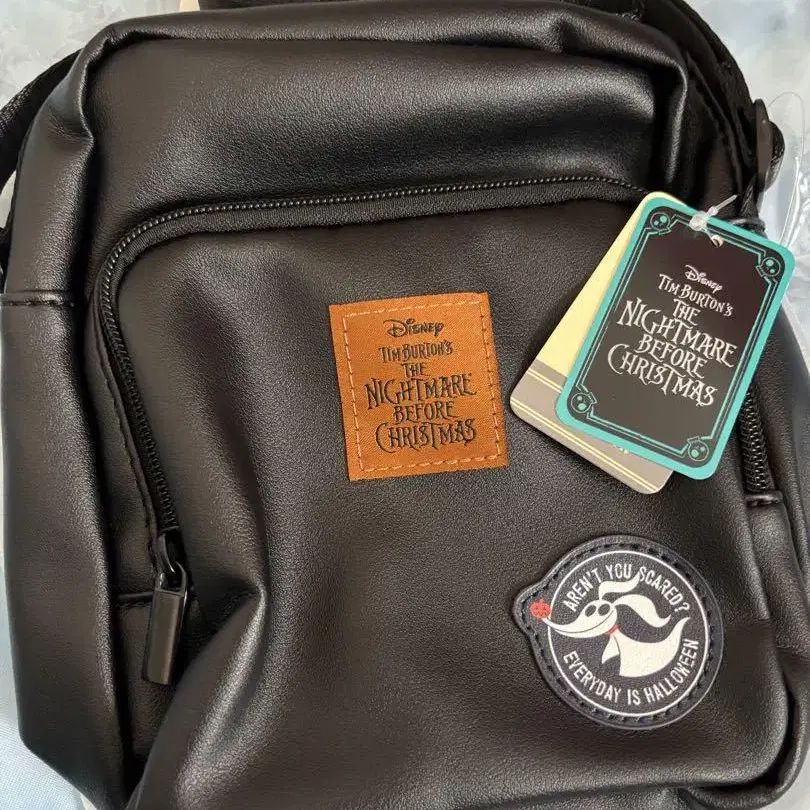 Disney
TIM BURTON'S
THE
NIGHTMARE
BEFORE
CHRISTMAS
Disney
TIM BURTON'S
THE
NIGHTMARE
BEFORE
CHRISTMAS
AREN'T YOU SCARED?
EVERYDAY IS HALLOWEEN